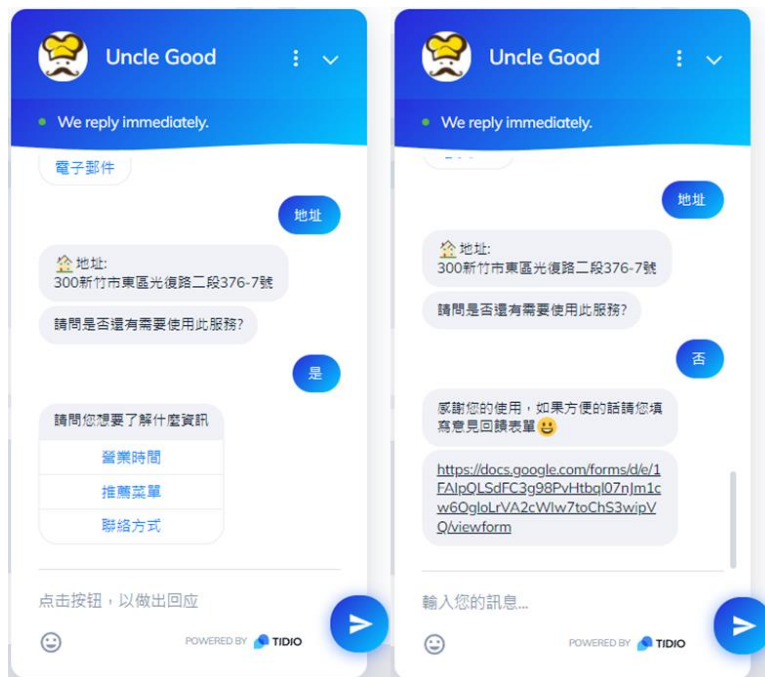 Uncle Good
We reply immediately.
電子郵件
地址
地址:
300新竹市東區光復路二段376-7號
請問是否還有需要使用此服務?
是
請問您想要了解什麼資訊
營業時間
推薦菜單
聯絡方式
点击按钮，以做出回应
POWERED BY TIDIO
Uncle Good
We reply immediately.
地址
地址:
300新竹市東區光復路二段376-7號
請問是否還有需要使用此服務?
否
感謝您的使用，如果方便的話請您填
寫意見回饋表單
https://docs.google.com/forms/d/e/1
FAIpQLSdFC3g98PvHtbql07nJm1c
w6OgloLrVA2cWIw7toChS3wipV
Q/viewform
輸入您的訊息...
POWERED BY TIDIO